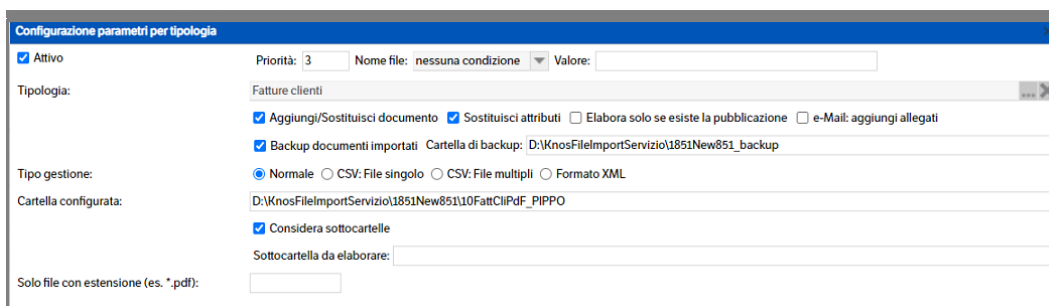 Configurazione parametri per tipologia
Attivo Priorità: 3 Nome file: nessuna condizione Valore:
Tipologia: Fatture clienti ...
Aggiungi/Sostituisci documento Sostituisci attributi Elabora solo se esiste la pubblicazione e-Mail: aggiungi allegati
Backup documenti importati Cartella di backup: D:\KnosFileImportServizio\1851New851_backup
Tipo gestione: Normale CSV: File singolo CSV: File multipli Formato XML
Cartella configurata: D:\KnosFileImportServizio\1851New851\10FattCliPdF_PIPPO
Considera sottocartelle
Sottocartella da elaborare:
Solo file con estensione (es. *.pdf):